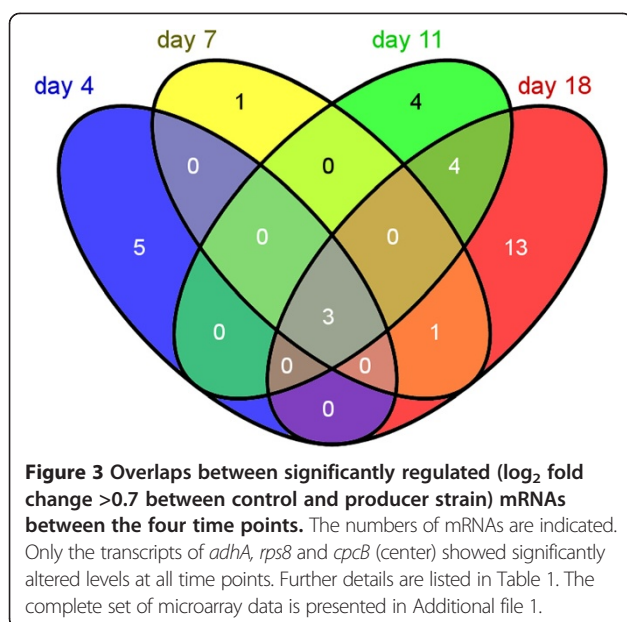 day 7
day 11
day 4
day 18
1
4
0
0
4
5
0
0
13
3
0
1
0
0
0
Figure 3 Overlaps between significantly regulated (log₂ fold
change >0.7 between control and producer strain) mRNAs
between the four time points. The numbers of mRNAs are indicated.
Only the transcripts of adhA, rps8 and cpcB (center) showed significantly
altered levels at all time points. Further details are listed in Table 1. The
complete set of microarray data is presented in Additional file 1.